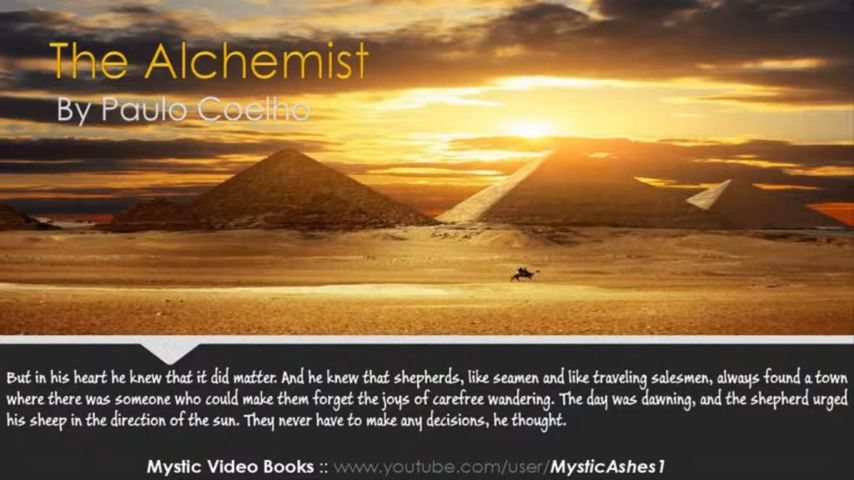 The Alchemist
By Paulo Coelho
But in his heart he knew that it did matter. And he knew that shepherds, like seamen and like traveling salesmen, always found a town
where there was someone who could make them forget the joys of carefree wandering. The day was dawning, and the shepherd urged
his sheep in the direction of the sun. They never have to make any decisions, he thought.
Mystic Video Books :: www.youtube.com/user/MysticAshes1